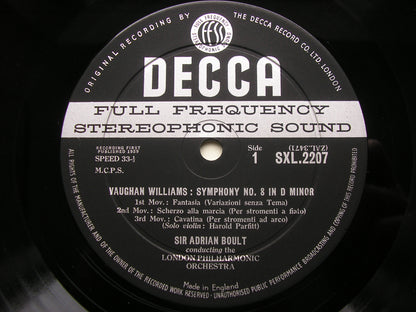 ORIGINAL RECORDING BY THE DECCA RECORD CO. LTD. LONDON
FFSS
DECCA
FULL FREQUENCY
STEREOPHONIC SOUND
RECORDING FIRST
PUBLISHED 1959
SPEED 33⅓
M.C.P.S.
Side
1
(ZAL.3471)
SXL.2207
VAUGHAN WILLIAMS : SYMPHONY NO. 8 IN D MINOR
1st Mov.: Fantasia (Variazioni senza Tema)
2nd Mov.: Scherzo alla marcia (Per stromenti a fiato)
3rd Mov.: Cavatina (Per stromenti ad arco)
(Solo violin: Harold Parfitt)
SIR ADRIAN BOULT
conducting the
LONDON PHILHARMONIC
ORCHESTRA
Made in England
ALL RIGHTS OF THE MANUFACTURER AND OF THE OWNER OF THE RECORDED WORK RESERVED · UNAUTHORISED PUBLIC PERFORMANCE BROADCASTING AND COPYING OF THIS RECORD PROHIBITED